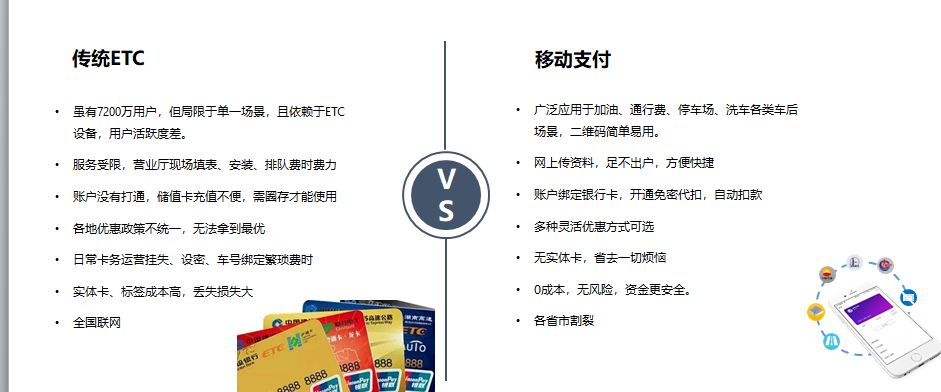 传统ETC
• 虽有7200万用户，但局限于单一场景，且依赖于ETC
设备，用户活跃度差。
• 服务受限，营业厅现场填表、安装、排队费时费力
• 账户没有打通，储值卡充值不便，需圈存才能使用
• 各地优惠政策不统一，无法拿到最优
• 日常卡务运营挂失、设密、车号绑定繁琐费时
• 实体卡、标签成本高，丢失损失大
• 全国联网
V
S
移动支付
• 广泛应用于加油、通行费、停车场、洗车各类车后
场景，二维码简单易用。
• 网上传资料，足不出户，方便快捷
• 账户绑定银行卡，开通免密代扣，自动扣款
• 多种灵活优惠方式可选
• 无实体卡，省去一切烦恼
• 0成本，无风险，资金更安全。
• 各省市割裂
ETC
8888 8888